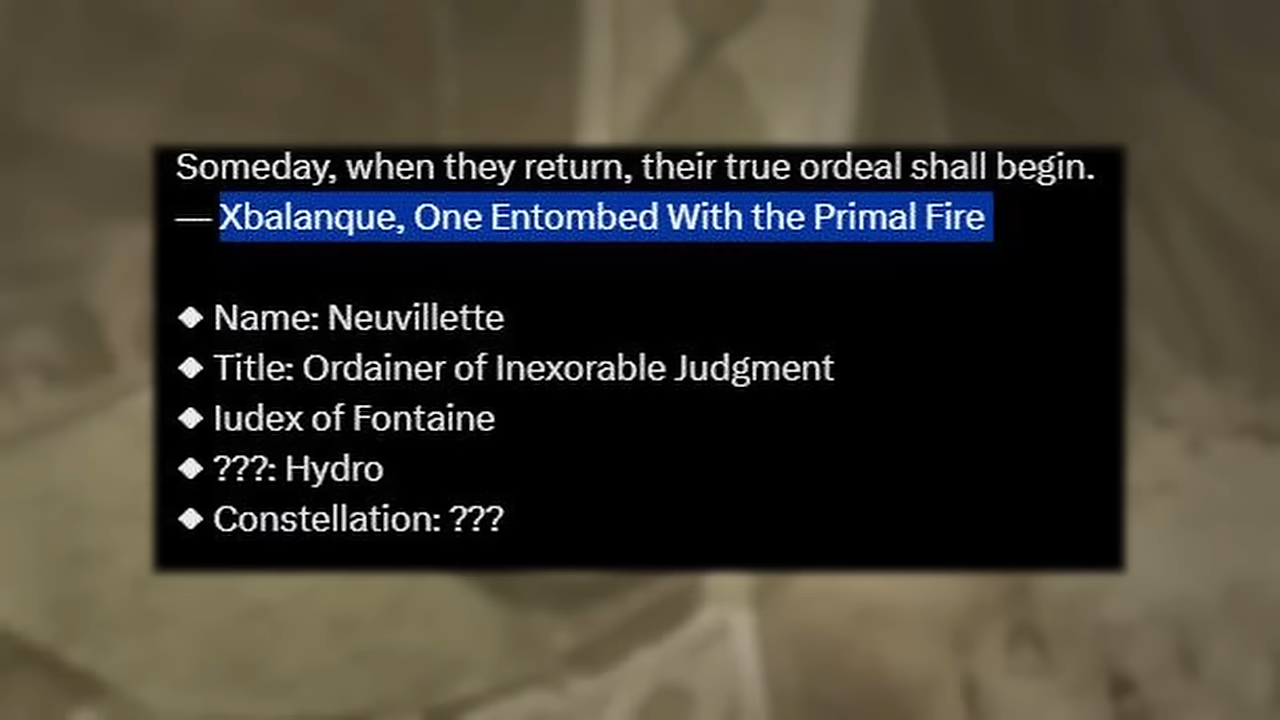 Someday, when they return, their true ordeal shall begin.
— Xbalanque, One Entombed With the Primal Fire
◆ Name: Neuvillette
◆ Title: Ordainer of Inexorable Judgment
◆ Iudex of Fontaine
◆ ???: Hydro
◆ Constellation: ???